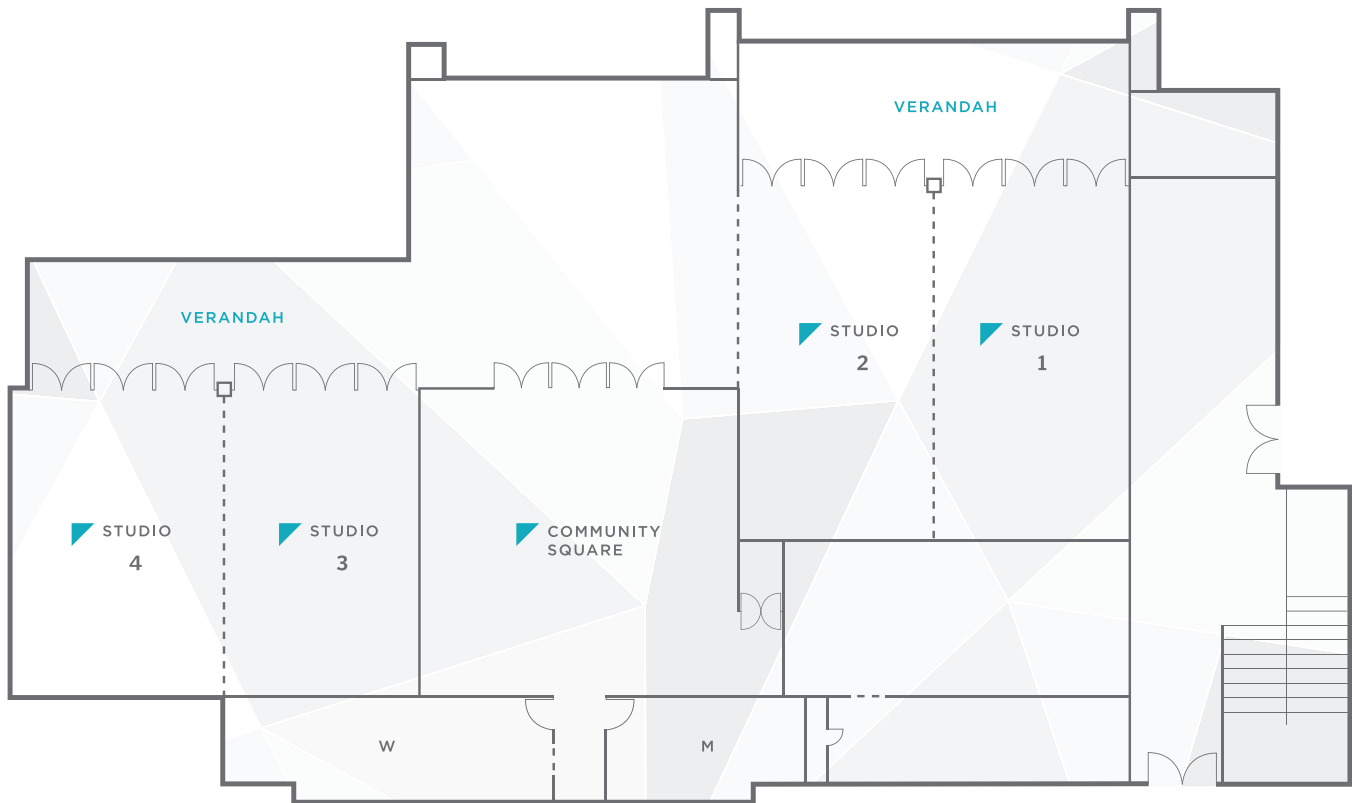 VERANDAH
VERANDAH
STUDIO
2
STUDIO
1
STUDIO
4
STUDIO
3
COMMUNITY
SQUARE
W
M